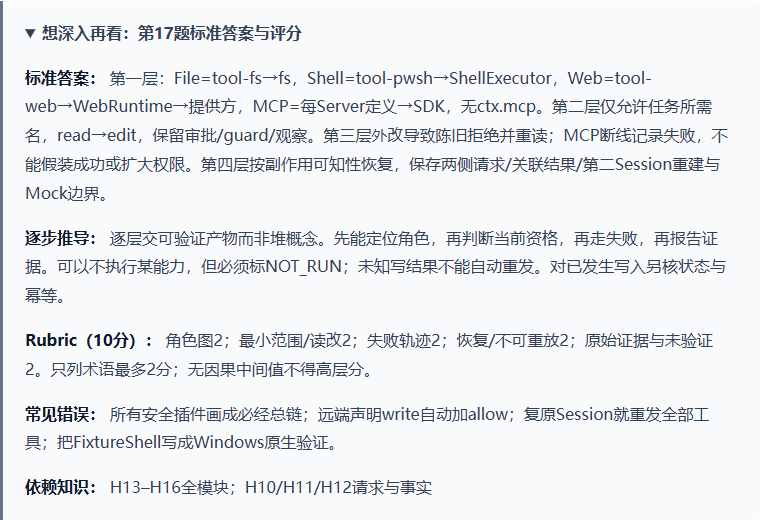 ▼ 想深入再看：第17题标准答案与评分
标准答案： 第一层：File=tool-fs→fs，Shell=tool-pwsh→ShellExecutor，Web=tool-
web→WebRuntime→提供方，MCP=每Server定义→SDK，无ctx.mcp。第二层仅允许任务所需
名，read→edit，保留审批/guard/观察。第三层外改导致陈旧拒绝并重读；MCP断线记录失败，不
能假装成功或扩大权限。第四层按副作用可知性恢复，保存两侧请求/关联结果/第二Session重建与
Mock边界。
逐步推导： 逐层交可验证产物而非堆概念。先能定位角色，再判断当前资格，再走失败，再报告证
据。可以不执行某能力，但必须标NOT_RUN；未知写结果不能自动重发。对已发生写入另核状态与
幂等。
Rubric（10分）： 角色图2；最小范围/读改2；失败轨迹2；恢复/不可重放2；原始证据与未验证
2。只列术语最多2分；无因果中间值不得高层分。
常见错误： 所有安全插件画成必经总链；远端声明write自动加allow；复原Session就重发全部工
具；把FixtureShell写成Windows原生验证。
依赖知识： H13–H16全模块；H10/H11/H12请求与事实